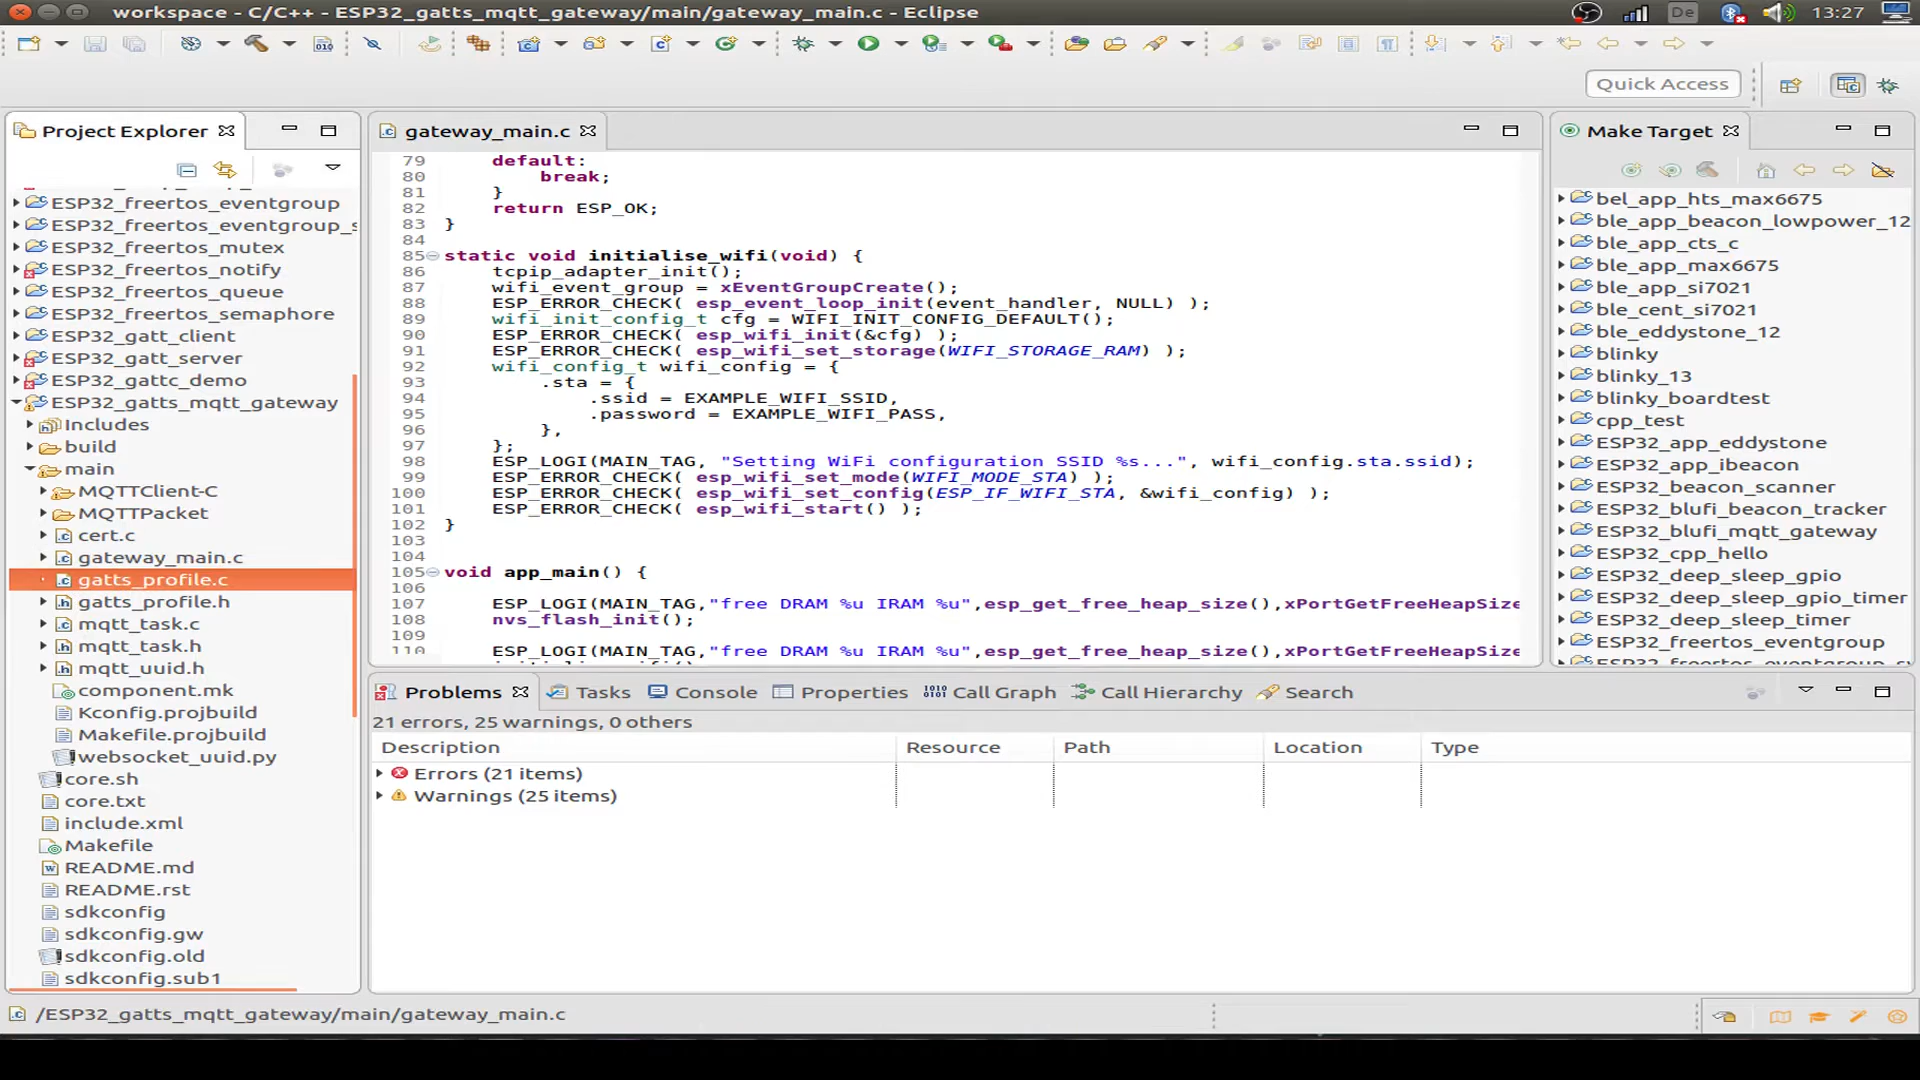 workspace - C/C++ - ESP32_gatts_mqtt_gateway/main/gateway_main.c - Eclipse
De
13:27
Quick Access
Project Explorer
ESP32_freertos_eventgroup
ESP32_freertos_eventgroup_s
ESP32_freertos_mutex
ESP32_freertos_notify
ESP32_freertos_queue
ESP32_freertos_semaphore
ESP32_gatt_client
ESP32_gatt_server
ESP32_gattc_demo
ESP32_gatts_mqtt_gateway
Includes
build
main
MQTTClient-C
MQTTPacket
cert.c
gateway_main.c
gatts_profile.c
gatts_profile.h
mqtt_task.c
mqtt_task.h
mqtt_uuid.h
component.mk
Kconfig.projbuild
Makefile.projbuild
websocket_uuid.py
core.sh
core.txt
include.xml
Makefile
README.md
README.rst
sdkconfig
sdkconfig.gw
sdkconfig.old
sdkconfig.sub1
gateway_main.c
79 default:
80 break;
81 }
82 return ESP_OK;
83 }
84
85 static void initialise_wifi(void) {
86 tcpip_adapter_init();
87 wifi_event_group = xEventGroupCreate();
88 ESP_ERROR_CHECK( esp_event_loop_init(event_handler, NULL) );
89 wifi_init_config_t cfg = WIFI_INIT_CONFIG_DEFAULT();
90 ESP_ERROR_CHECK( esp_wifi_init(&cfg) );
91 ESP_ERROR_CHECK( esp_wifi_set_storage(WIFI_STORAGE_RAM) );
92 wifi_config_t wifi_config = {
93 .sta = {
94 .ssid = EXAMPLE_WIFI_SSID,
95 .password = EXAMPLE_WIFI_PASS,
96 },
97 };
98 ESP_LOGI(MAIN_TAG, "Setting WiFi configuration SSID %s...", wifi_config.sta.ssid);
99 ESP_ERROR_CHECK( esp_wifi_set_mode(WIFI_MODE_STA) );
100 ESP_ERROR_CHECK( esp_wifi_set_config(ESP_IF_WIFI_STA, &wifi_config) );
101 ESP_ERROR_CHECK( esp_wifi_start() );
102 }
103
104
105 void app_main() {
106
107 ESP_LOGI(MAIN_TAG,"free DRAM %u IRAM %u",esp_get_free_heap_size(),xPortGetFreeHeapSize
108 nvs_flash_init();
109
110 ESP_LOGI(MAIN_TAG,"free DRAM %u IRAM %u",esp_get_free_heap_size(),xPortGetFreeHeapSize
Make Target
bel_app_hts_max6675
ble_app_beacon_lowpower_12
ble_app_cts_c
ble_app_max6675
ble_app_si7021
ble_cent_si7021
ble_eddystone_12
blinky
blinky_13
blinky_boardtest
cpp_test
ESP32_app_eddystone
ESP32_app_ibeacon
ESP32_beacon_scanner
ESP32_blufi_beacon_tracker
ESP32_blufi_mqtt_gateway
ESP32_cpp_hello
ESP32_deep_sleep_gpio
ESP32_deep_sleep_gpio_timer
ESP32_deep_sleep_timer
ESP32_freertos_eventgroup
Problems Tasks Console Properties Call Graph Call Hierarchy Search
21 errors, 25 warnings, 0 others
Description Resource Path Location Type
Errors (21 items)
Warnings (25 items)
/ESP32_gatts_mqtt_gateway/main/gateway_main.c